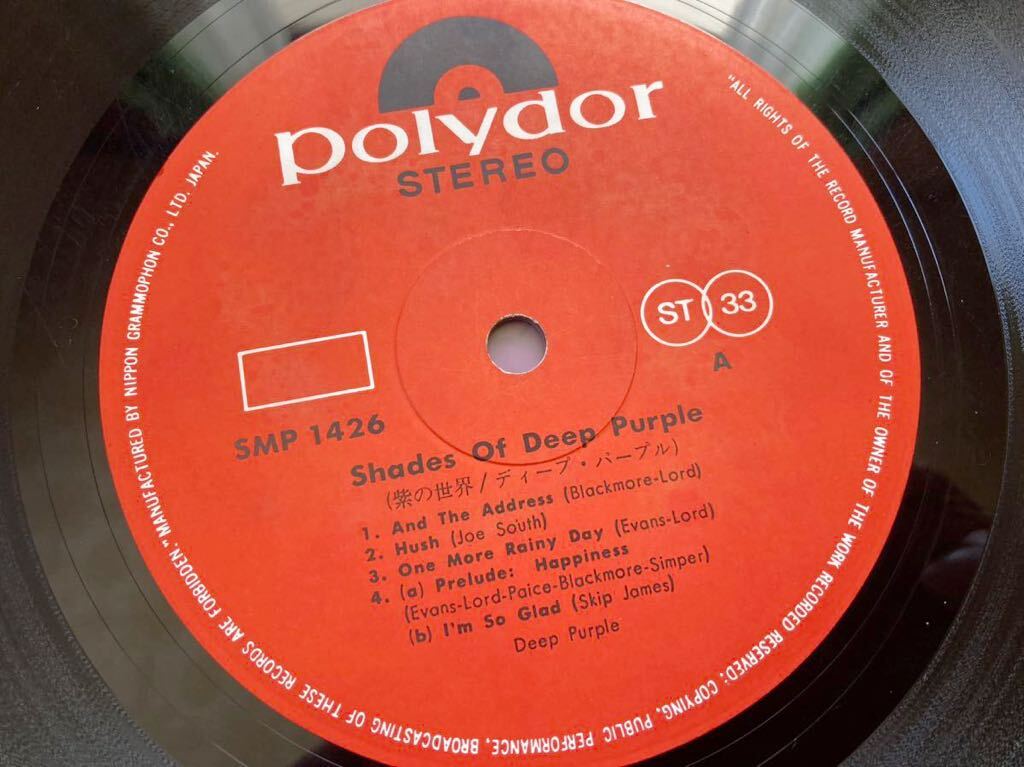 polydor
STEREO
ST 33
A
SMP 1426
Shades Of Deep Purple
(紫の世界/ディープ・パープル)
1. And The Address (Blackmore-Lord)
2. Hush (Joe South)
3. One More Rainy Day (Evans-Lord)
4. (a) Prelude: Happiness
(Evans-Lord-Paice-Blackmore-Simper)
(b) I'm So Glad (Skip James)
Deep Purple
"ALL RIGHTS OF THE RECORD MANUFACTURER AND OF THE OWNER OF THE WORK RECORDED RESERVED; COPYING, PUBLIC PERFORMANCE, BROADCASTING OF THESE RECORDS ARE FORBIDDEN." MANUFACTURED BY NIPPON GRAMMOPHON CO., LTD. JAPAN.